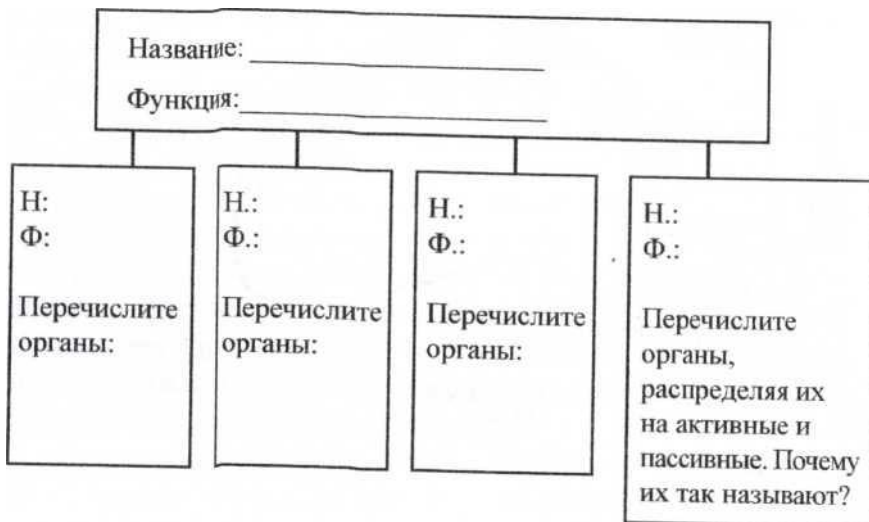 Название:
Функция:
Н:
Ф:
Перечислите
органы:
Н.:
Ф.:
Перечислите
органы:
Н.:
Ф.:
Перечислите
органы:
Н.:
Ф.:
Перечислите
органы,
распределяя их
на активные и
пассивные. Почему
их так называют?